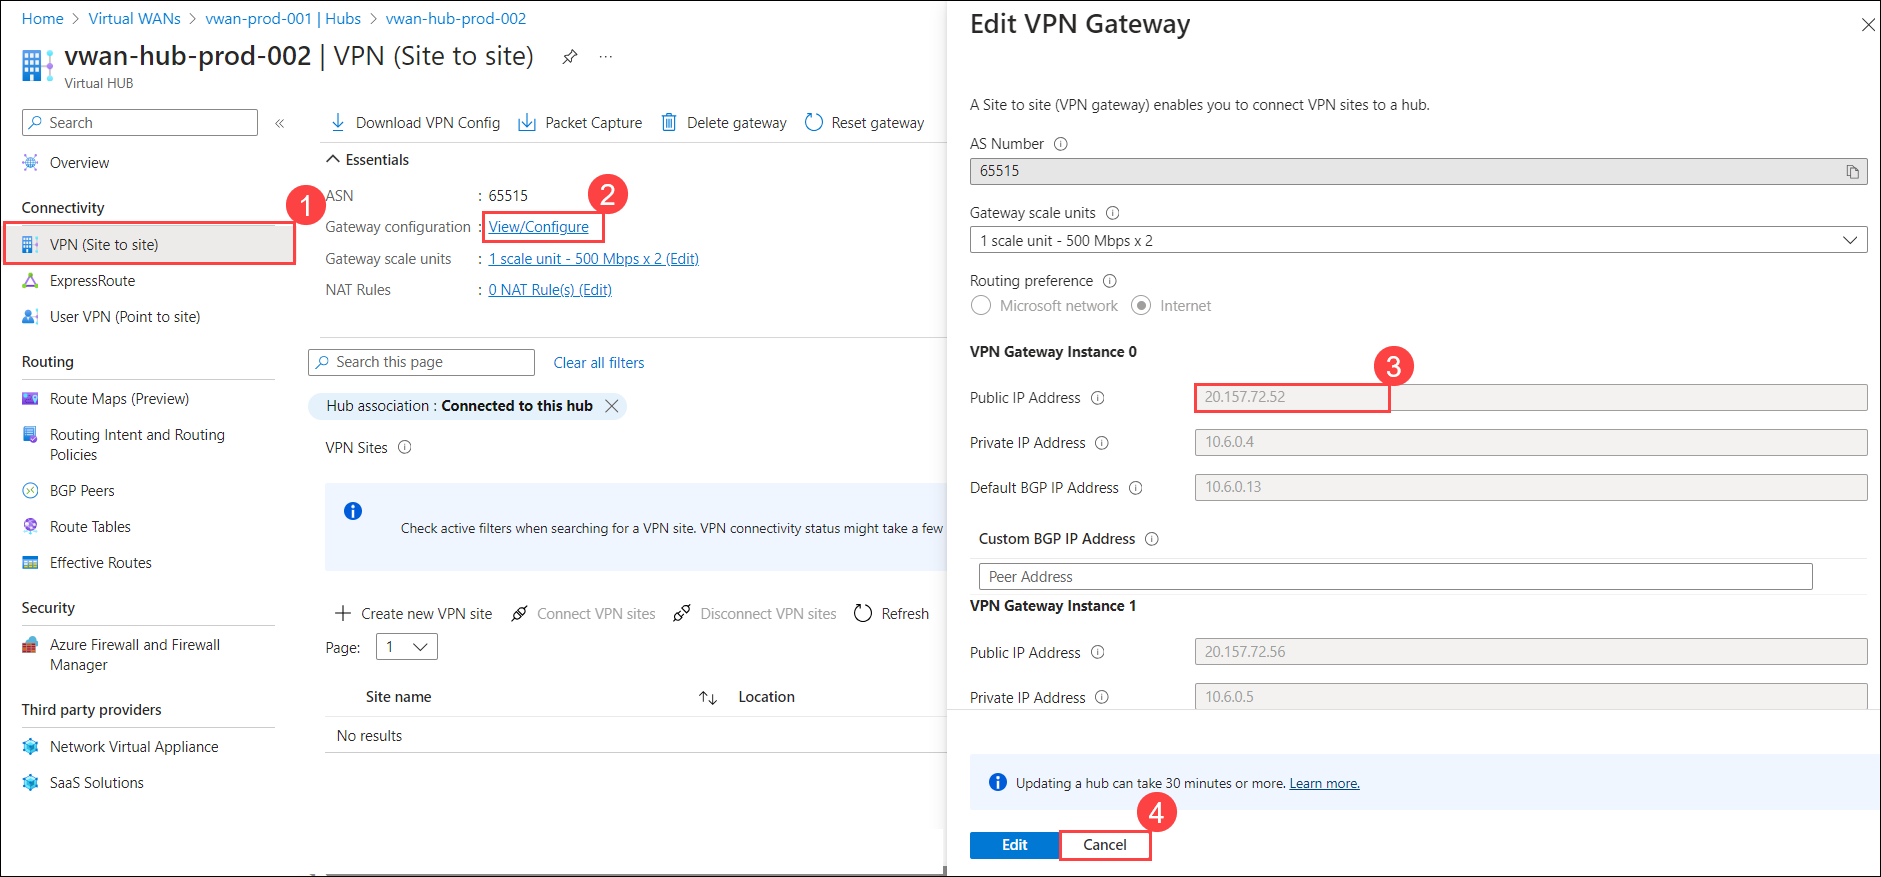 Home > Virtual WANs > vwan-prod-001 | Hubs > vwan-hub-prod-002
vwan-hub-prod-002 | VPN (Site to site) ...
Virtual HUB
Search «
Overview
Connectivity
1
VPN (Site to site)
ExpressRoute
User VPN (Point to site)
Routing
Route Maps (Preview)
Routing Intent and Routing
Policies
BGP Peers
Route Tables
Effective Routes
Security
Azure Firewall and Firewall
Manager
Third party providers
Network Virtual Appliance
SaaS Solutions
Download VPN Config Packet Capture Delete gateway Reset gateway
Essentials
ASN : 65515
2
Gateway configuration : View/Configure
Gateway scale units : 1 scale unit - 500 Mbps x 2 (Edit)
NAT Rules : 0 NAT Rule(s) (Edit)
Search this page Clear all filters
Hub association : Connected to this hub
VPN Sites
Check active filters when searching for a VPN site. VPN connectivity status might take a few
Create new VPN site Connect VPN sites Disconnect VPN sites Refresh
Page: 1
Site name Location
No results
Edit VPN Gateway
A Site to site (VPN gateway) enables you to connect VPN sites to a hub.
AS Number
65515
Gateway scale units
1 scale unit - 500 Mbps x 2
Routing preference
Microsoft network Internet
VPN Gateway Instance 0
3
Public IP Address 20.157.72.52
Private IP Address 10.6.0.4
Default BGP IP Address 10.6.0.13
Custom BGP IP Address
Peer Address
VPN Gateway Instance 1
Public IP Address 20.157.72.56
Private IP Address 10.6.0.5
Updating a hub can take 30 minutes or more. Learn more.
4
Edit Cancel